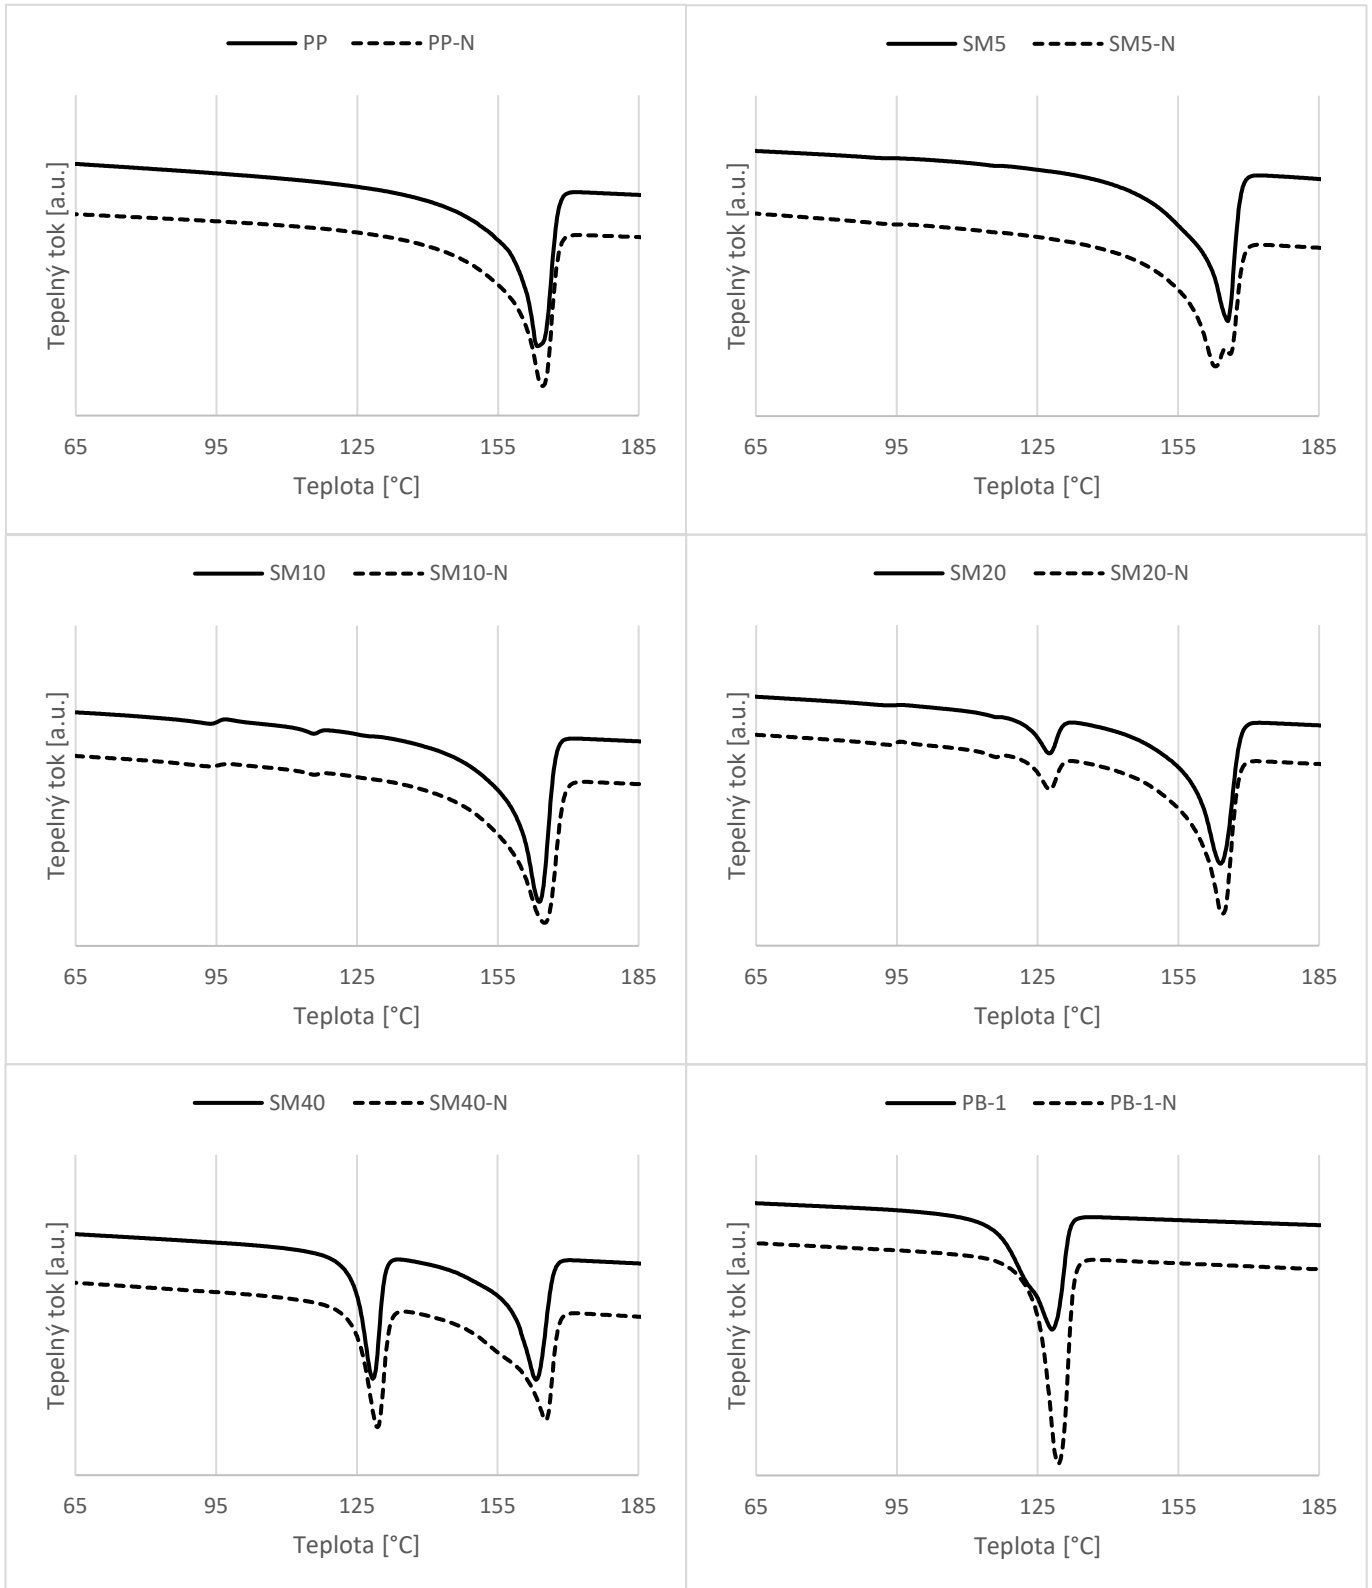 PP PP-N
Tepelný tok [a.u.]
65 95 125 155 185
Teplota [°C]
SM5 SM5-N
Tepelný tok [a.u.]
65 95 125 155 185
Teplota [°C]
SM10 SM10-N
Tepelný tok [a.u.]
65 95 125 155 185
Teplota [°C]
SM20 SM20-N
Tepelný tok [a.u.]
65 95 125 155 185
Teplota [°C]
SM40 SM40-N
Tepelný tok [a.u.]
65 95 125 155 185
Teplota [°C]
PB-1 PB-1-N
Tepelný tok [a.u.]
65 95 125 155 185
Teplota [°C]